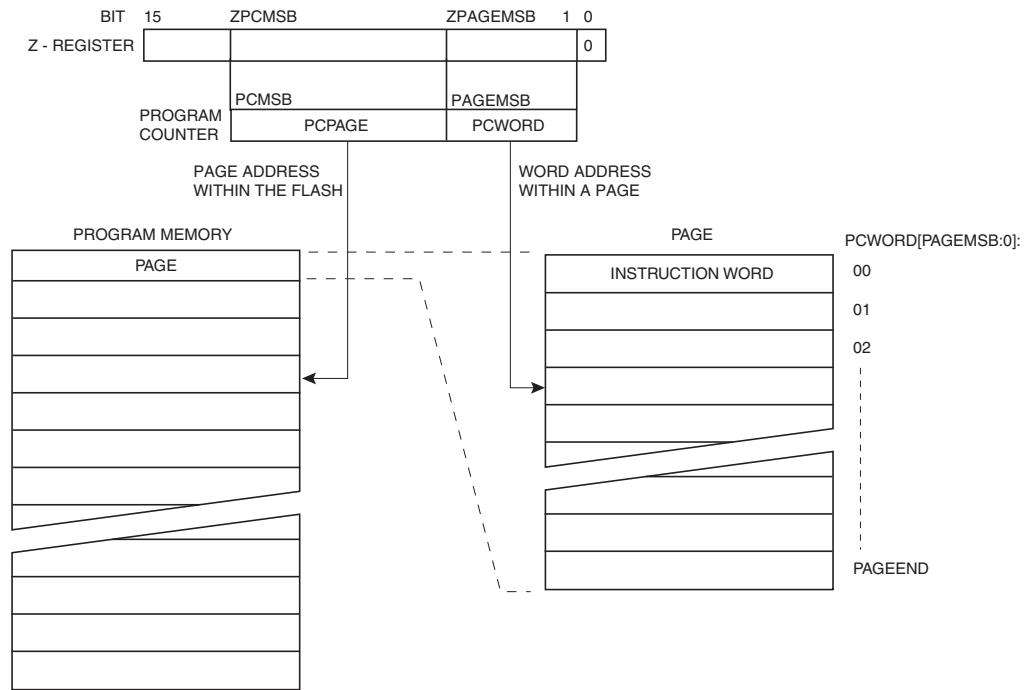 BIT 15 ZPCMSB ZPAGEMSB 1 0
Z - REGISTER 0
PCMSB PAGEMSB
PROGRAM
COUNTER
PCPAGE PCWORD
PAGE ADDRESS
WITHIN THE FLASH
WORD ADDRESS
WITHIN A PAGE
PROGRAM MEMORY
PAGE
PAGE
PCWORD[PAGEMSB:0]:
INSTRUCTION WORD
00
01
02
PAGEEND